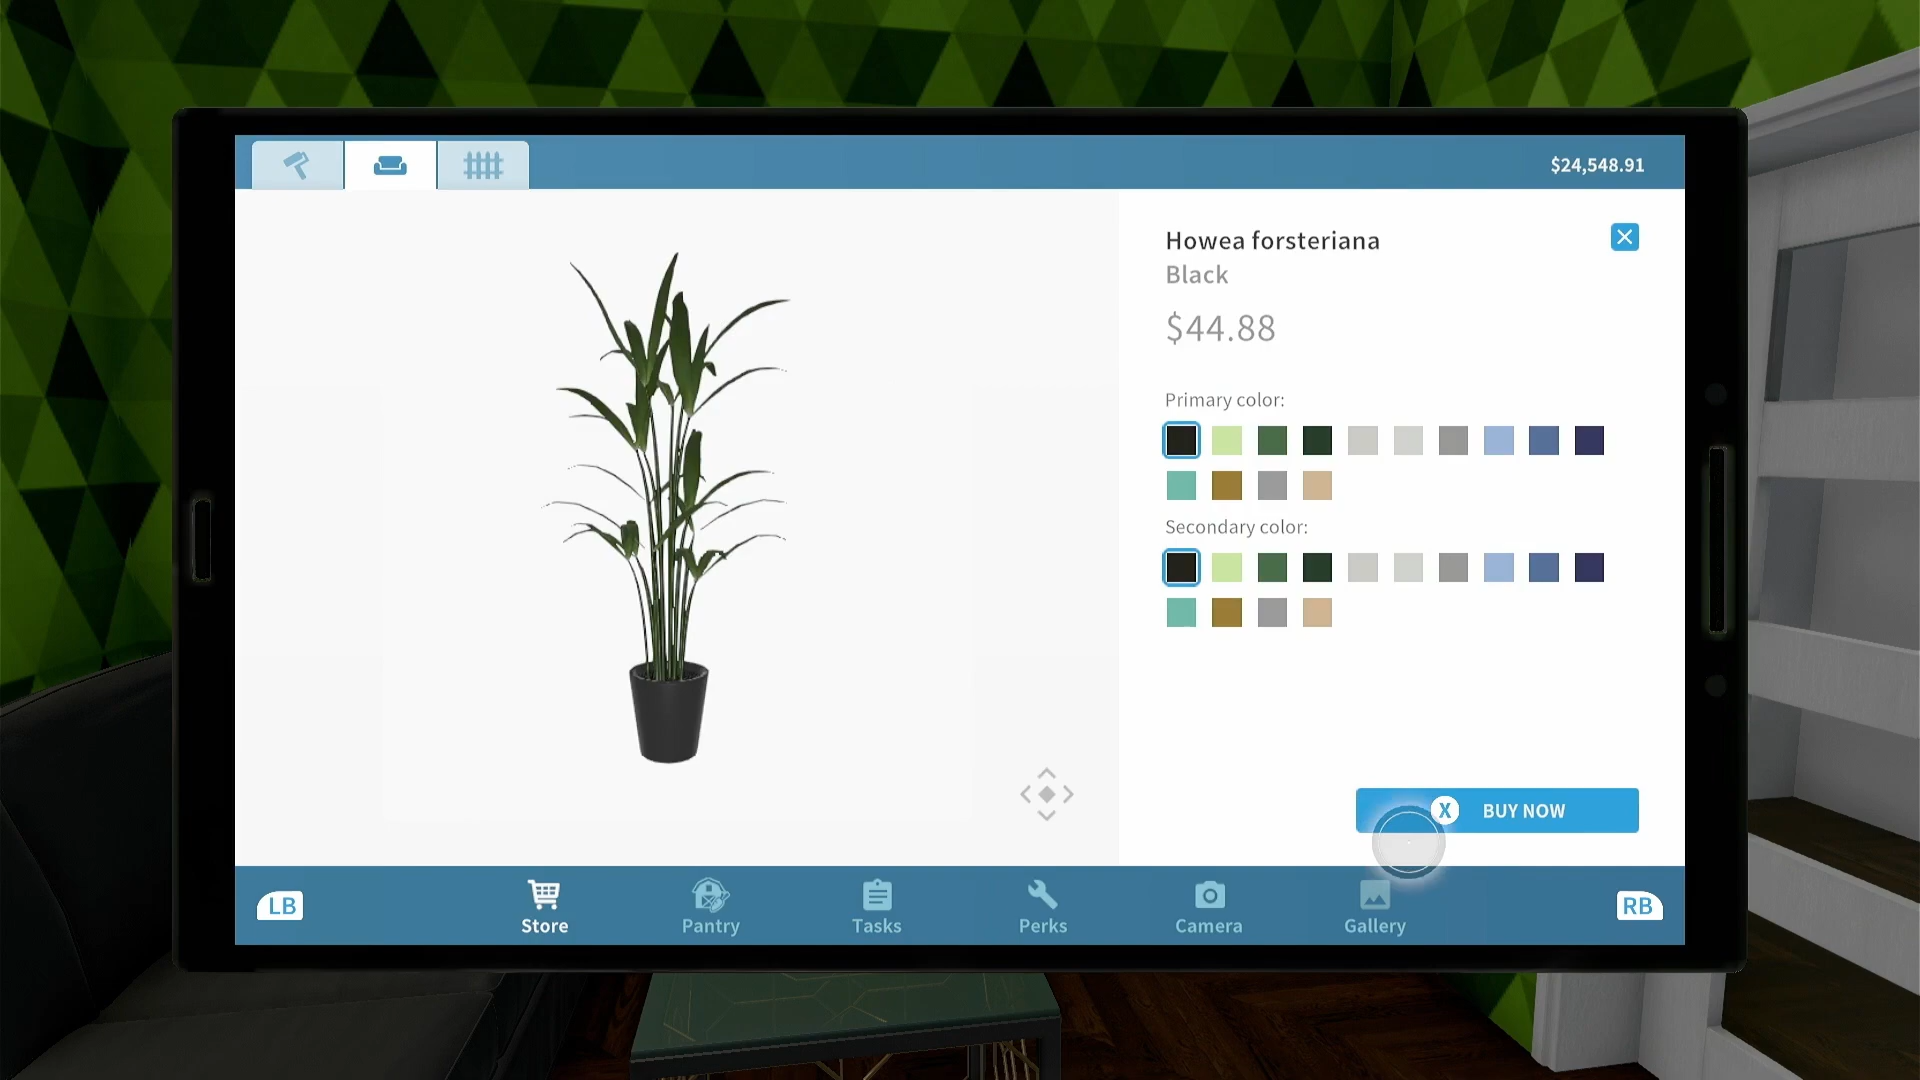 $24,548.91
Howea forsteriana
Black
$44.88
Primary color:
Secondary color:
X BUY NOW
LB
Store
Pantry
Tasks
Perks
Camera
Gallery
RB